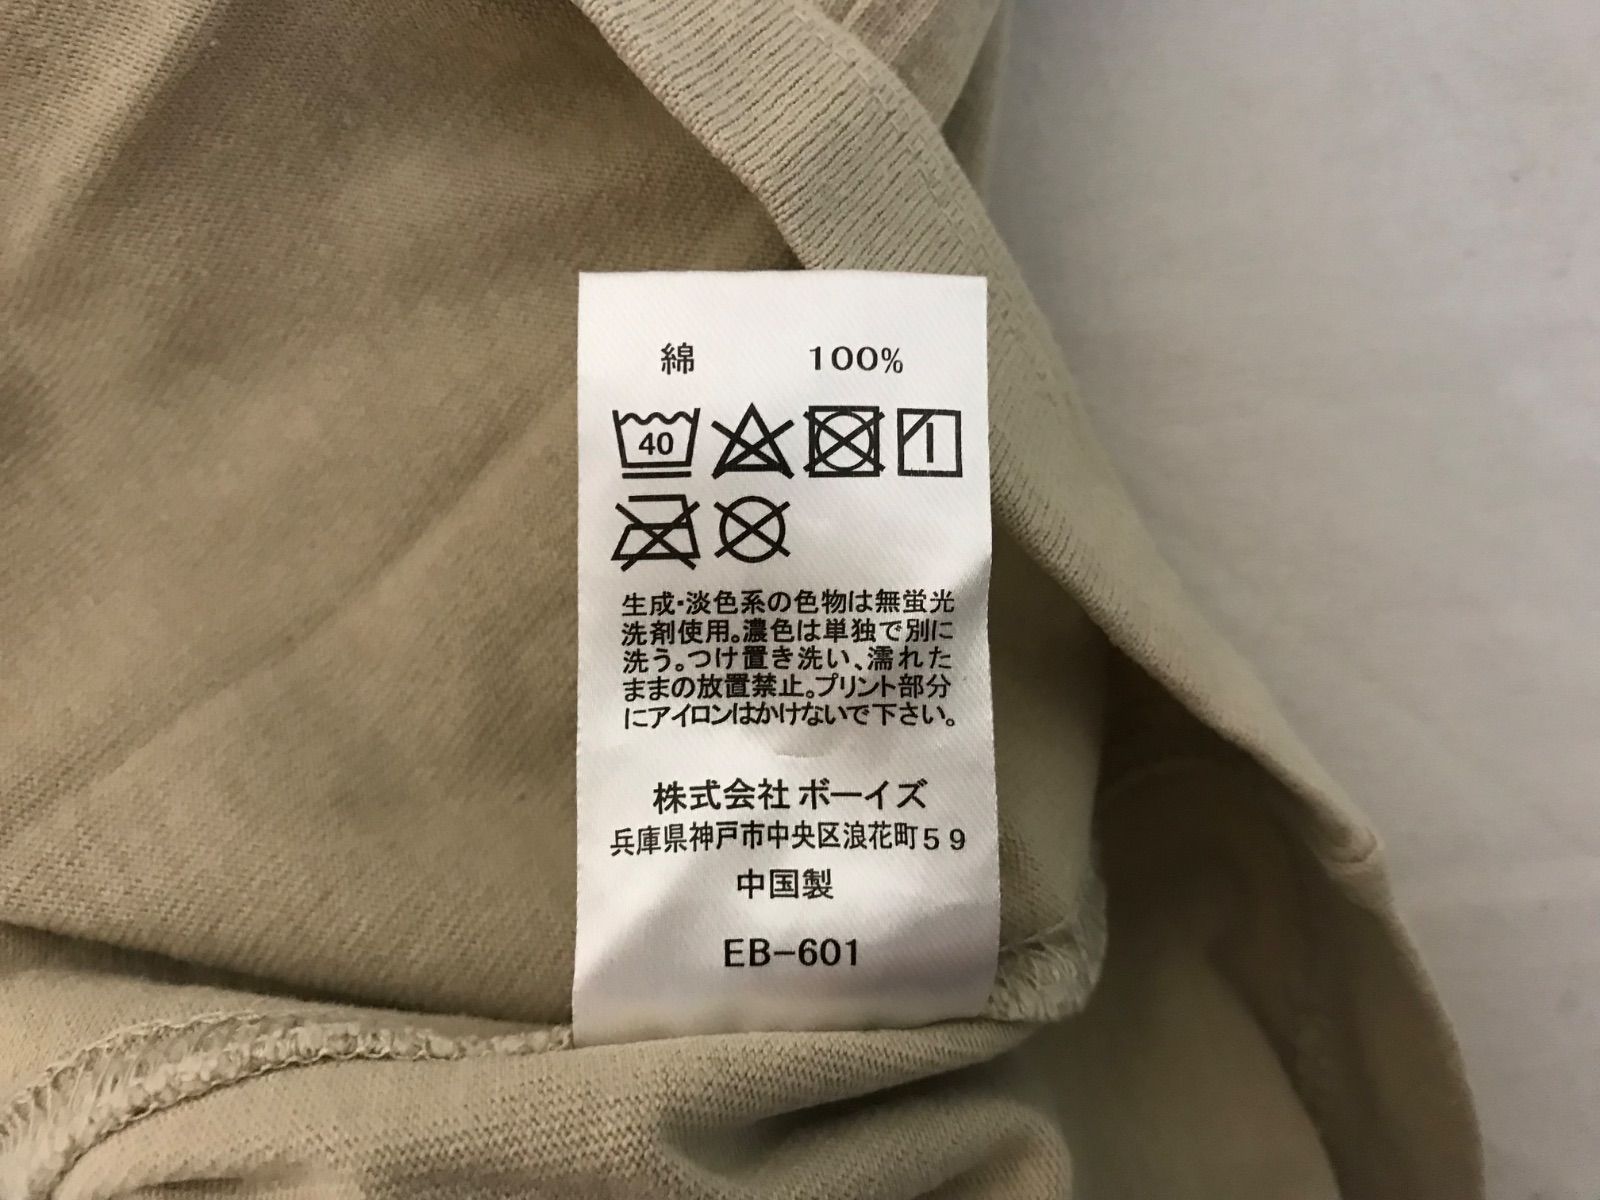 綿 100%
40
生成・淡色系の色物は無蛍光
洗剤使用。濃色は単独で別に
洗う。つけ置き洗い、濡れた
ままの放置禁止。プリント部分
にアイロンはかけないで下さい。
株式会社 ボーイズ
兵庫県神戸市中央区浪花町59
中国製
EB-601